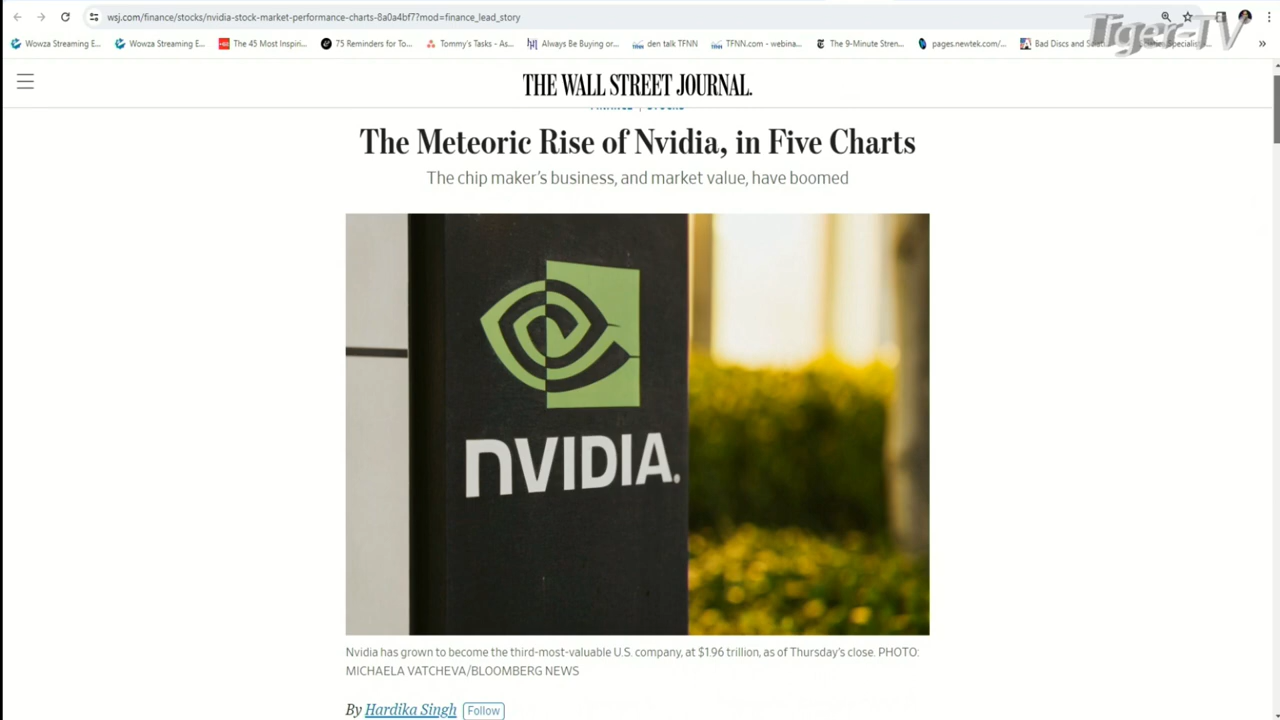 wsj.com/finance/stocks/nvidia-stock-market-performance-charts-8a0a4bf7?mod=finance_lead_story
Wowza Streaming E... Wowza Streaming E... The 45 Most Inspiri... 75 Reminders for To... Tommy's Tasks - As... Always Be Buying or... den talk TFNN TFNN.com - webina... The 9-Minute Stren... pages.newtek.com/... Bad Discs and
Tiger-TV
THE WALL STREET JOURNAL.
FINANCE | STOCKS
The Meteoric Rise of Nvidia, in Five Charts
The chip maker's business, and market value, have boomed
NVIDIA.
Nvidia has grown to become the third-most-valuable U.S. company, at $1.96 trillion, as of Thursday's close. PHOTO:
MICHAELA VATCHEVA/BLOOMBERG NEWS
By Hardika Singh Follow